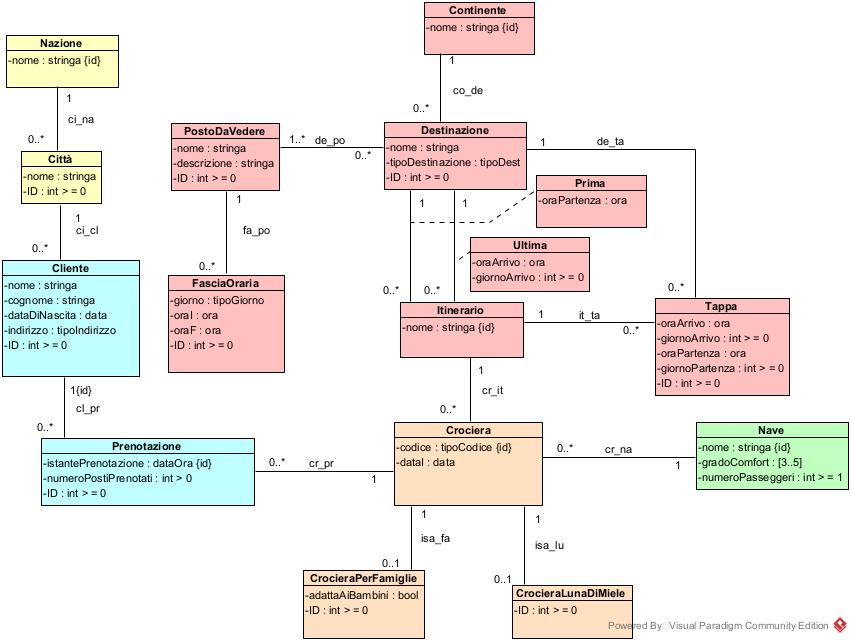 Continente
-nome : stringa {id}
1
co_de
0..*
Nazione
-nome : stringa {id}
1
ci_na
0..*
Città
-nome : stringa
-ID : int > = 0
1
ci_cl
0..*
PostoDaVedere
-nome : stringa
-descrizione : stringa
-ID : int > = 0
1..*
de_po
0..*
Destinazione
-nome : stringa
-tipoDestinazione : tipoDest
-ID : int > = 0
1
de_ta
0..*
1
1
Prima
-oraPartenza : ora
Ultima
-oraArrivo : ora
-giornoArrivo : int > = 0
0..*
0..*
1
fa_po
0..*
FasciaOraria
-giorno : tipoGiorno
-oraI : ora
-oraF : ora
-ID : int > = 0
Cliente
-nome : stringa
-cognome : stringa
-dataDiNascita : data
-indirizzo : tipoIndirizzo
-ID : int > = 0
Itinerario
-nome : stringa {id}
1
it_ta
0..*
Tappa
-oraArrivo : ora
-giornoArrivo : int > = 0
-oraPartenza : ora
-giornoPartenza : int > = 0
-ID : int > = 0
1
cr_it
0..*
1{id}
cl_pr
0..*
Prenotazione
-istantePrenotazione : dataOra {id}
-numeroPostiPrenotati : int > 0
-ID : int > = 0
0..*
cr_pr
1
Crociera
-codice : tipoCodice {id}
-dataI : data
0..*
cr_na
1
Nave
-nome : stringa {id}
-gradoComfort : [3..5]
-numeroPasseggeri : int > = 1
1
isa_fa
0..1
1
isa_lu
0..1
CrocieraPerFamiglie
-adattaAiBambini : bool
-ID : int > = 0
CrocieraLunaDiMiele
-ID : int > = 0
Powered By Visual Paradigm Community Edition